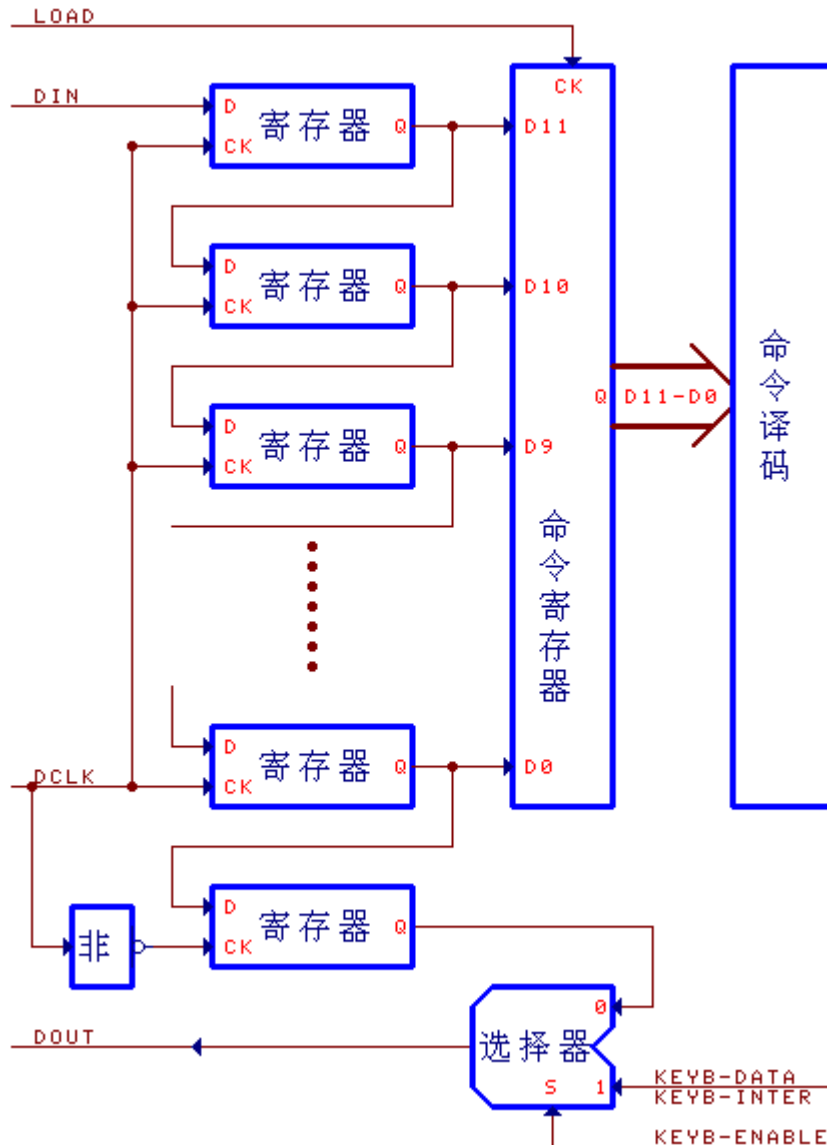 LOAD
CK
DIN
D
寄存器
Q
CK
D11
D
寄存器
Q
CK
D10
D
寄存器
Q
CK
D9
Q
D11-D0
命令译码
命令寄存器
D
寄存器
Q
CK
D0
DCLK
D
寄存器
Q
CK
非
0
DOUT
选择器
S
1
KEYB-DATA
KEYB-INTER
KEYB-ENABLE